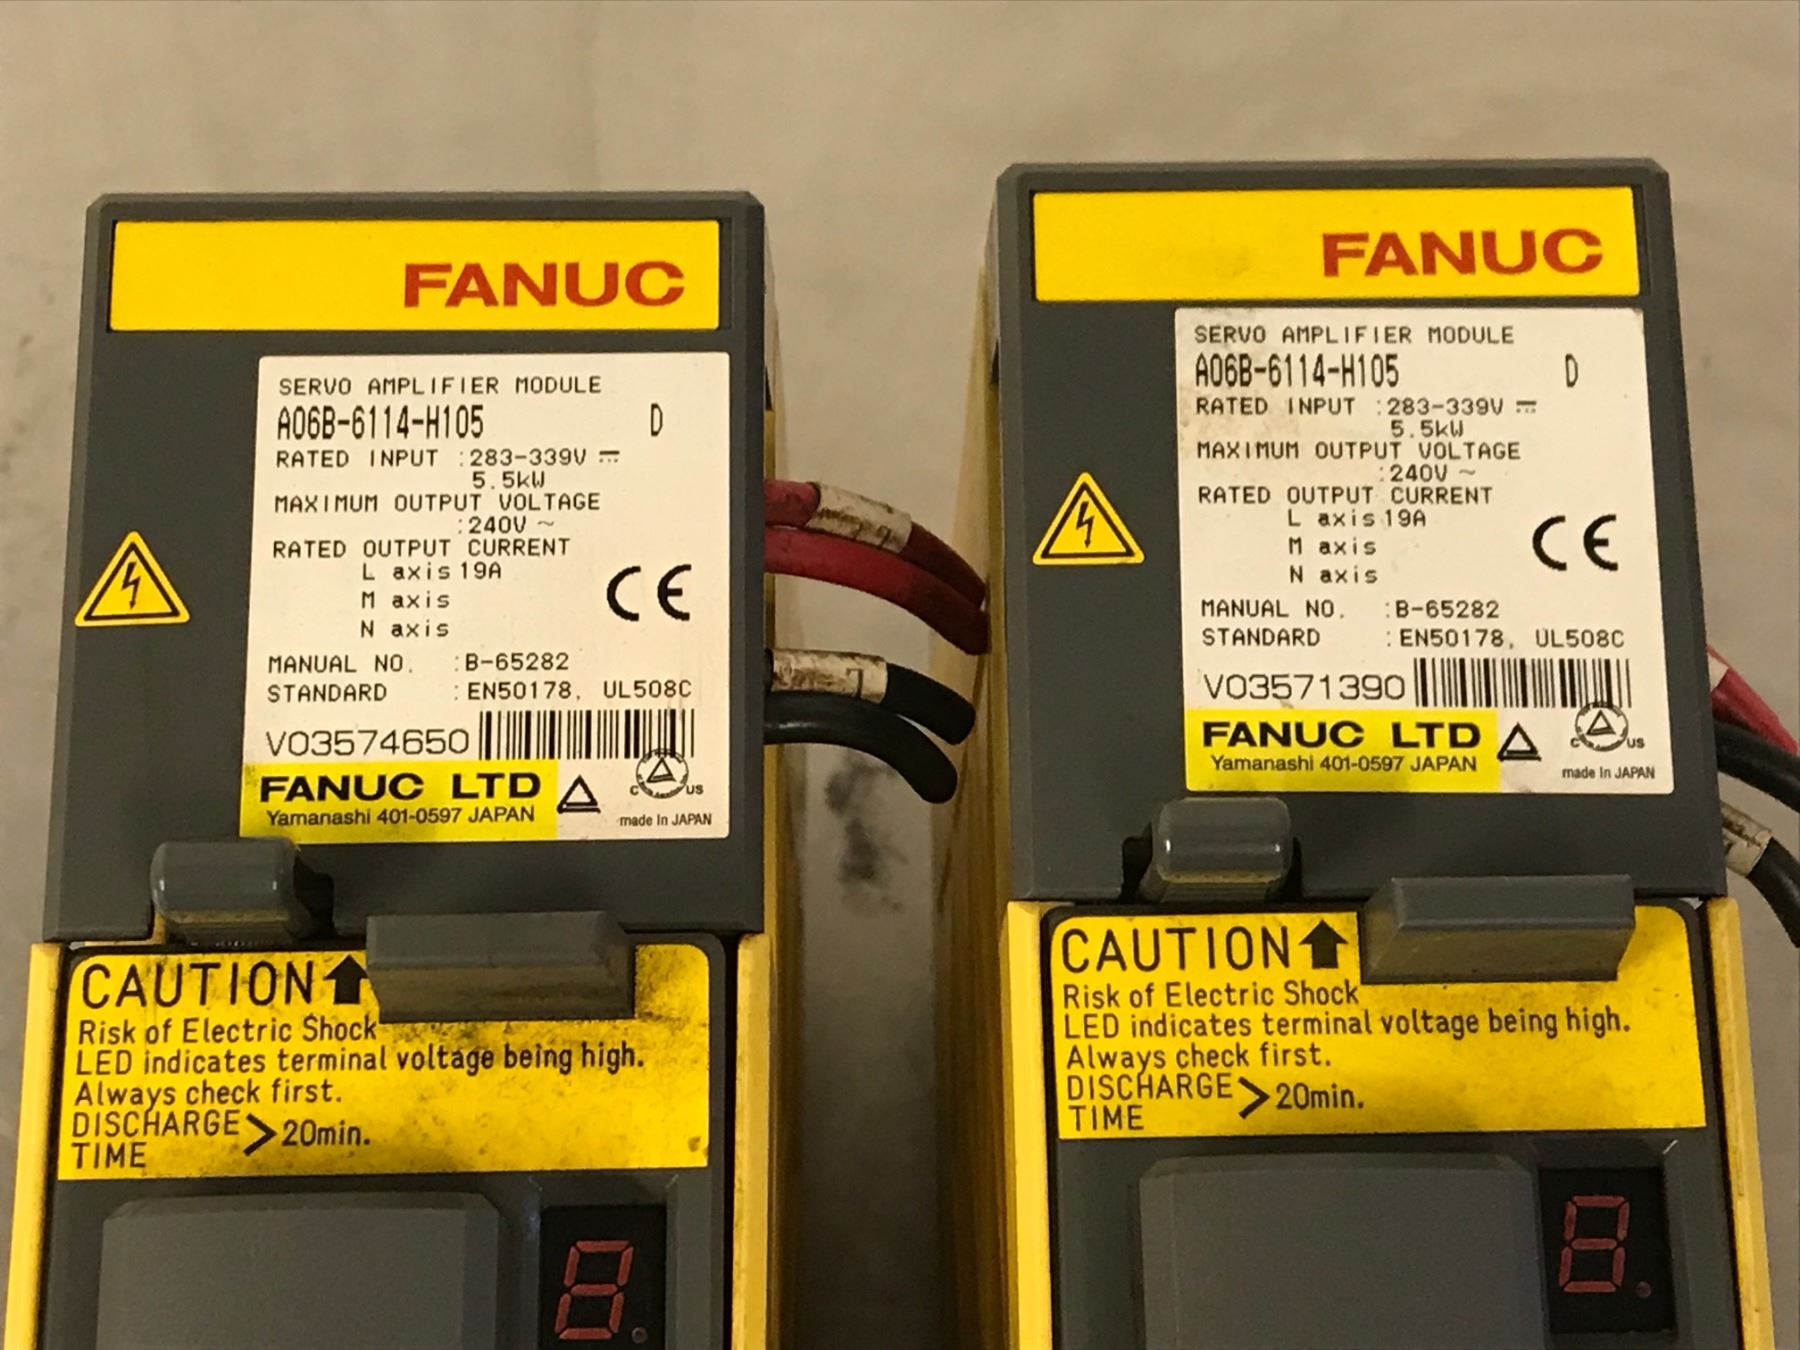 FANUC
SERVO AMPLIFIER MODULE
A06B-6114-H105 D
RATED INPUT :283-339V ⎓
5.5kW
MAXIMUM OUTPUT VOLTAGE
:240V ~
RATED OUTPUT CURRENT
L axis 19A
M axis
N axis
CE
MANUAL NO. :B-65282
STANDARD :EN50178, UL508C
V03574650
FANUC LTD
Yamanashi 401-0597 JAPAN
C US
made in JAPAN
CAUTION
Risk of Electric Shock
LED indicates terminal voltage being high.
Always check first.
DISCHARGE
TIME > 20min.
8.
FANUC
SERVO AMPLIFIER MODULE
A06B-6114-H105 D
RATED INPUT :283-339V ⎓
5.5kW
MAXIMUM OUTPUT VOLTAGE
:240V ~
RATED OUTPUT CURRENT
L axis 19A
M axis
N axis
CE
MANUAL NO. :B-65282
STANDARD :EN50178, UL508C
V03571390
FANUC LTD
Yamanashi 401-0597 JAPAN
C US
made in JAPAN
CAUTION
Risk of Electric Shock
LED indicates terminal voltage being high.
Always check first.
DISCHARGE
TIME > 20min.
8.